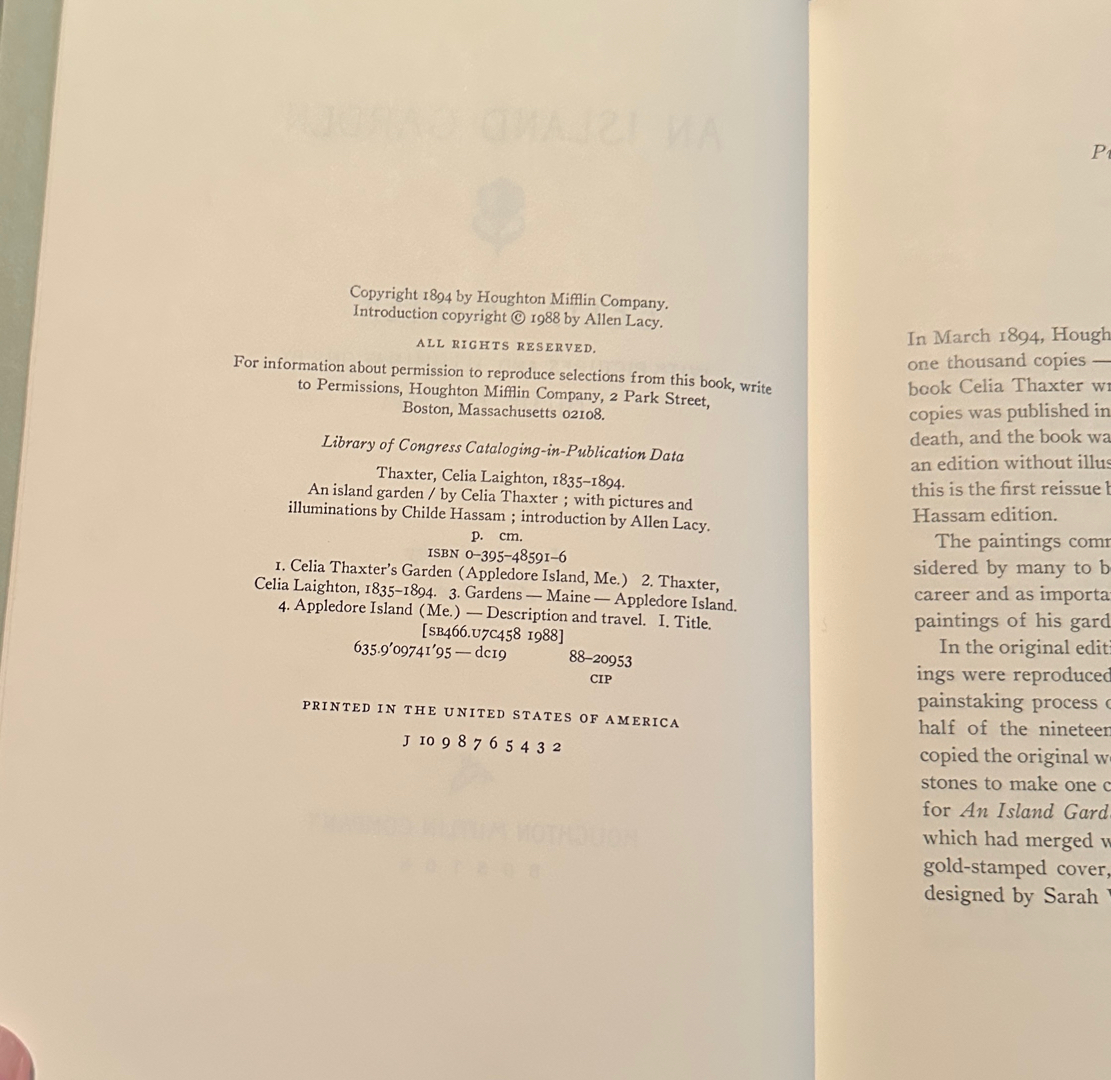 AN ISLAND GARDEN
Copyright 1894 by Houghton Mifflin Company.
Introduction copyright © 1988 by Allen Lacy.
ALL RIGHTS RESERVED.
For information about permission to reproduce selections from this book, write
to Permissions, Houghton Mifflin Company, 2 Park Street,
Boston, Massachusetts 02108.
Library of Congress Cataloging-in-Publication Data
Thaxter, Celia Laighton, 1835–1894.
An island garden / by Celia Thaxter ; with pictures and
illuminations by Childe Hassam ; introduction by Allen Lacy.
p. cm.
ISBN 0–395–48591–6
1. Celia Thaxter's Garden (Appledore Island, Me.) 2. Thaxter,
Celia Laighton, 1835–1894. 3. Gardens — Maine — Appledore Island.
4. Appledore Island (Me.) — Description and travel. I. Title.
[SB466.U7C458 1988]
635.9'09741'95 — dc19 88–20953
CIP
PRINTED IN THE UNITED STATES OF AMERICA
J 10 9 8 7 6 5 4 3 2
HOUGHTON MIFFLIN COMPANY
In March 1894, Hough
one thousand copies —
book Celia Thaxter wr
copies was published in
death, and the book wa
an edition without illus
this is the first reissue
Hassam edition.
The paintings comm
sidered by many to b
career and as importa
paintings of his gard
In the original editi
ings were reproduced
painstaking process
half of the nineteen
copied the original w
stones to make one c
for An Island Gard
which had merged w
gold-stamped cover,
designed by Sarah